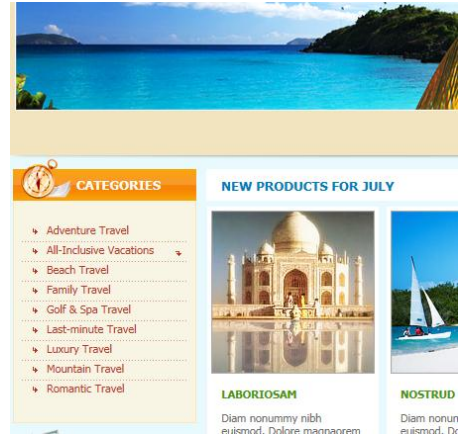 CATEGORIES
Adventure Travel
All-Inclusive Vacations
Beach Travel
Family Travel
Golf & Spa Travel
Last-minute Travel
Luxury Travel
Mountain Travel
Romantic Travel
NEW PRODUCTS FOR JULY
LABORIOSAM
Diam nonummy nibh
euismod. Dolore magnaorem
NOSTRUD
Diam nonum
euismod. Do